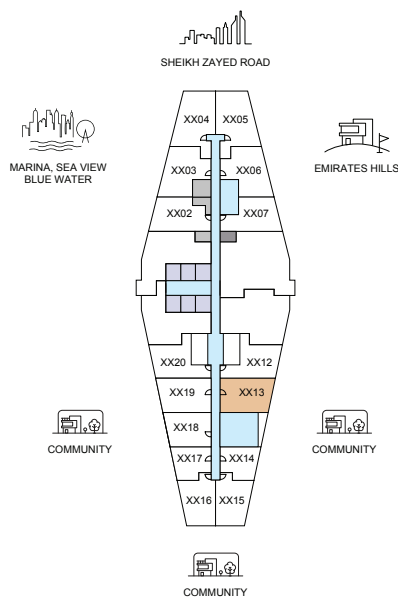 SHEIKH ZAYED ROAD
MARINA, SEA VIEW
BLUE WATER
EMIRATES HILLS
XX04 XX05
XX03 XX06
XX02 XX07
XX20 XX12
XX19 XX13
XX18
XX17 XX14
XX16 XX15
COMMUNITY
COMMUNITY
COMMUNITY